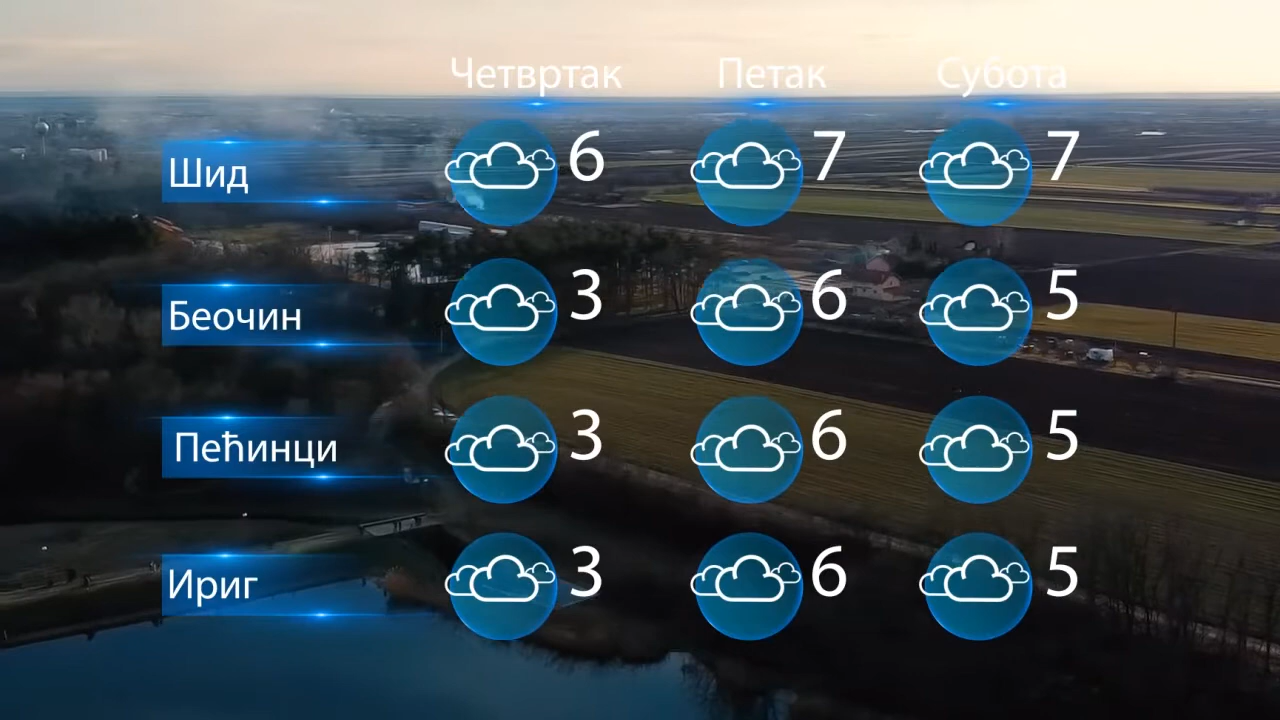 Четвртак Петак Субота
Шид 6 7 7
Беочин 3 6 5
Пећинци 3 6 5
Ириг 3 6 5